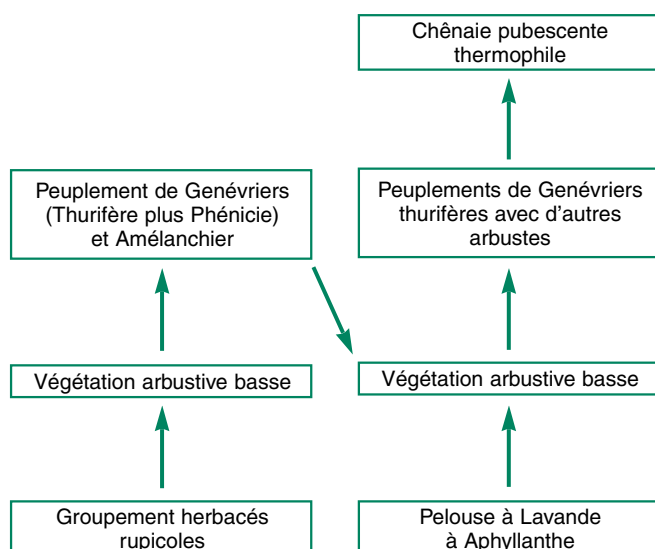 Chênaie pubescente
thermophile
Peuplement de Genévriers
(Thurifère plus Phénicie)
et Amélanchier
Peuplements de Genévriers
thurifères avec d'autres
arbustes
Végétation arbustive basse
Végétation arbustive basse
Groupement herbacés
rupicoles
Pelouse à Lavande
à Aphyllanthe